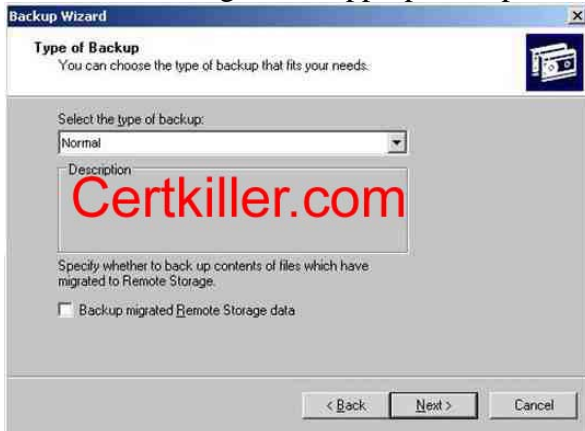 Backup Wizard
Type of Backup
You can choose the type of backup that fits your needs.
Select the type of backup:
Normal
Description
Certkiller.com
Specify whether to back up contents of files which have
migrated to Remote Storage.
Backup migrated Remote Storage data
< Back
Next >
Cancel